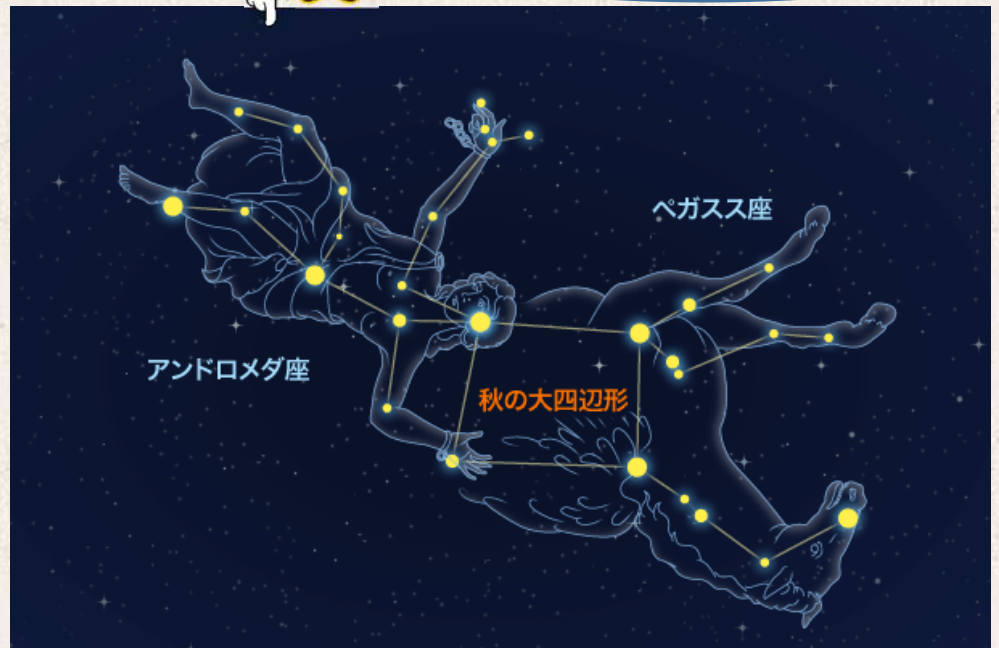 ペガスス座
アンドロメダ座
秋の大四辺形